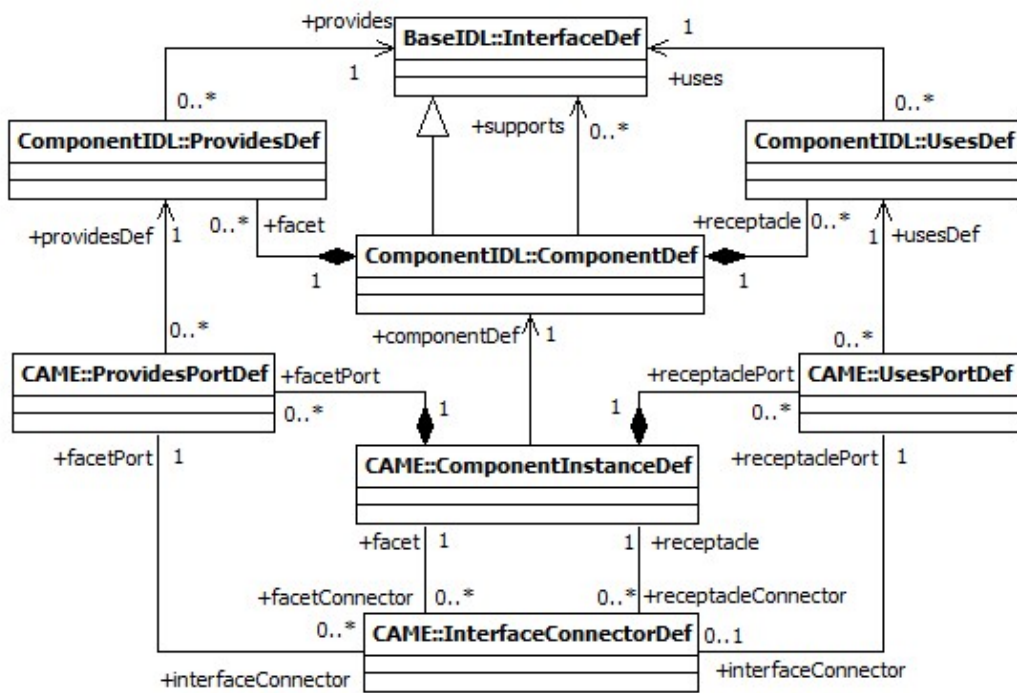 +provides
BaseIDL::InterfaceDef
1
1
+uses
0..*
+supports
0..*
0..*
ComponentIDL::ProvidesDef
ComponentIDL::UsesDef
+providesDef
1
0..*
+facet
+receptacle
0..*
1
+usesDef
1
ComponentIDL::ComponentDef
1
0..*
+componentDef
1
0..*
CAME::ProvidesPortDef
+facetPort
+receptaclePort
CAME::UsesPortDef
0..*
1
1
0..*
+facetPort
1
CAME::ComponentInstanceDef
+receptaclePort
1
+facet
1
1
+receptacle
+facetConnector
0..*
0..*
+receptacleConnector
0..*
CAME::InterfaceConnectorDef
0..1
+interfaceConnector
+interfaceConnector